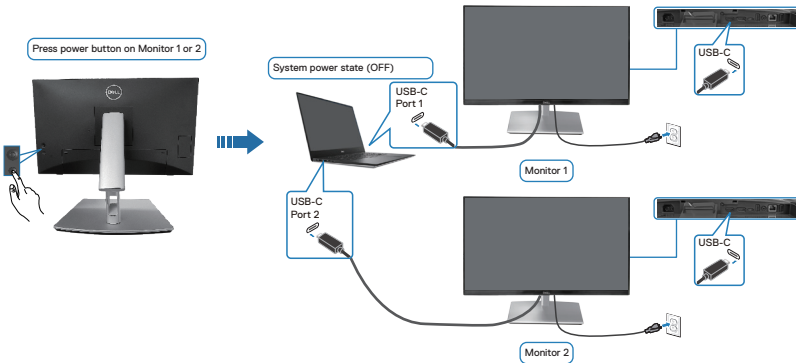 Press power button on Monitor 1 or 2
DELL
System power state (OFF)
USB-C
Port 1
USB-C
Monitor 1
USB-C
Port 2
USB-C
Monitor 2